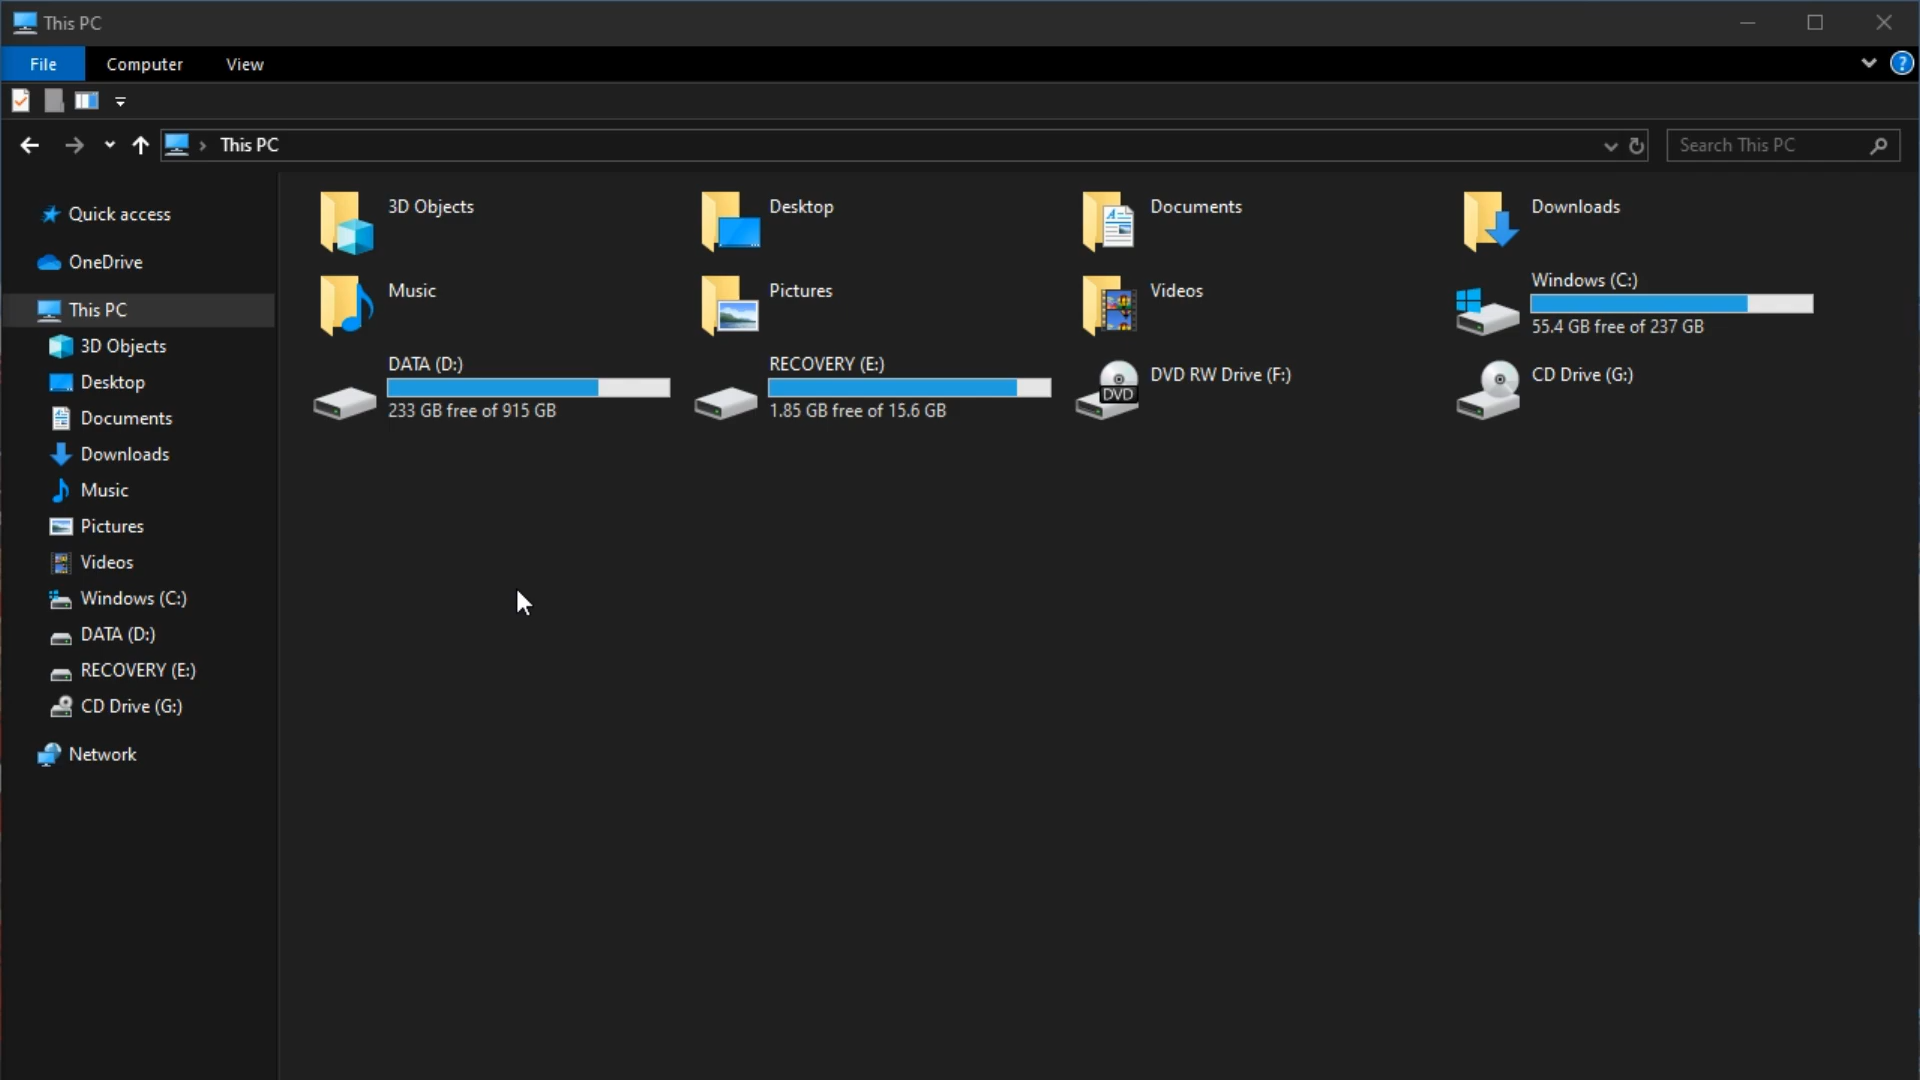 This PC
File
Computer
View
?
This PC
Search This PC
Quick access
OneDrive
This PC
3D Objects
Desktop
Documents
Downloads
Music
Pictures
Videos
Windows (C:)
DATA (D:)
RECOVERY (E:)
CD Drive (G:)
Network
3D Objects
Desktop
Documents
Downloads
Music
Pictures
Videos
Windows (C:)
55.4 GB free of 237 GB
DATA (D:)
233 GB free of 915 GB
RECOVERY (E:)
1.85 GB free of 15.6 GB
DVD
DVD RW Drive (F:)
CD Drive (G:)